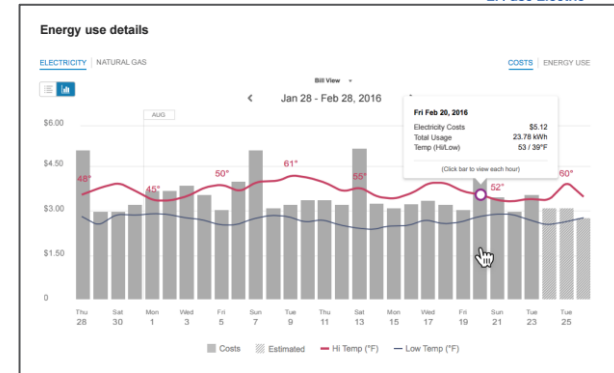 Energy use details
ELECTRICITY | NATURAL GAS
COSTS | ENERGY USE
Bill View
Jan 28 - Feb 28, 2016
AUG
Fri Feb 20, 2016
Electricity Costs $5.12
Total Usage 23.78 kWh
Temp (Hi/Low) 53 / 39°F
(Click bar to view each hour)
$6.00
$4.50
$3.00
$1.50
0
48° 45° 50° 61° 55° 52° 60°
Thu Sat Mon Wed Fri Sun Tue Thu Sat Mon Wed Fri Sun Tue Tue
28 30 1 3 5 7 9 11 13 15 17 19 21 23 25
Costs Estimated Hi Temp (°F) Low Temp (°F)